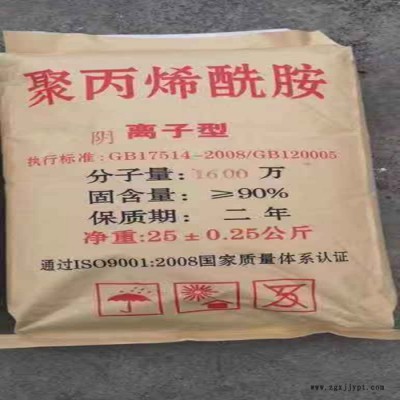 聚丙烯酰胺
阴 离子型
执行标准:GB17514-2008/GB120005
分子量:1600 万
固含量:≥90%
保质期:二年
净重:25±0.25公斤
通过ISO9001:2008国家质量体系认证
www.zgzjjypt.com